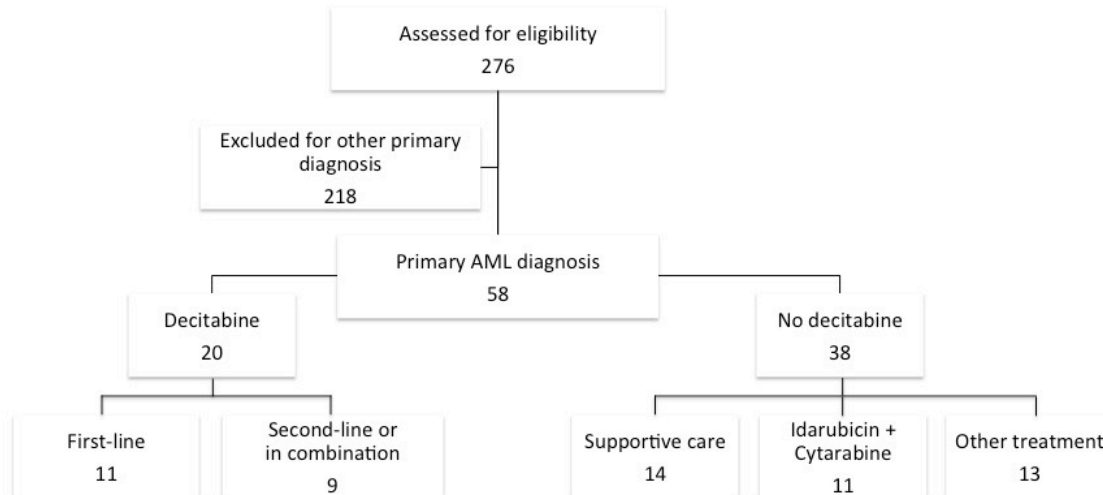 Assessed for eligibility
276
Excluded for other primary
diagnosis
218
Primary AML diagnosis
58
Decitabine
20
No decitabine
38
First-line
11
Second-line or
in combination
9
Supportive care
14
Idarubicin +
Cytarabine
11
Other treatment
13